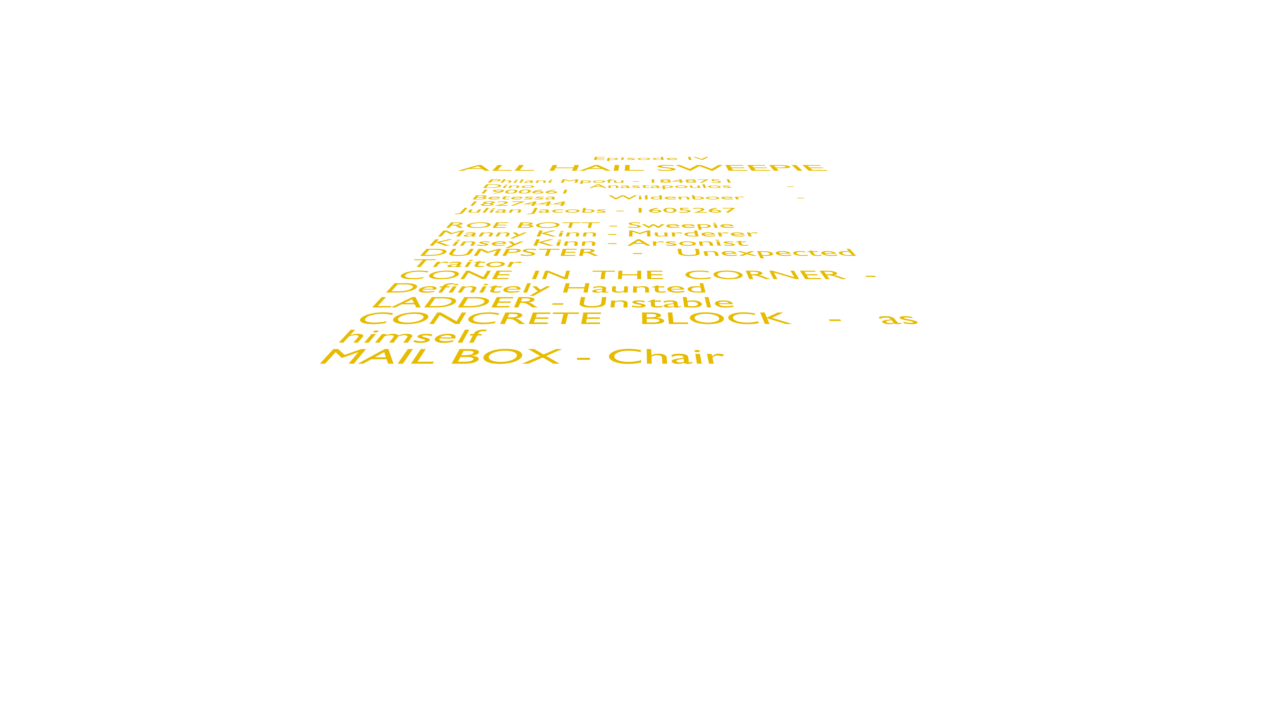 Episode IV
ALL HAIL SWEEPIE
Philani Mpofu - 1848751
Dino Anastapoulos -
1900661
Betessa Wildenboer -
1827444
Julian Jacobs - 1605267
ROE BOTT - Sweepie
Manny Kinn - Murderer
Kinsey Kinn - Arsonist
DUMPSTER - Unexpected
Traitor
CONE IN THE CORNER -
Definitely Haunted
LADDER - Unstable
CONCRETE BLOCK - as
himself
MAIL BOX - Chair